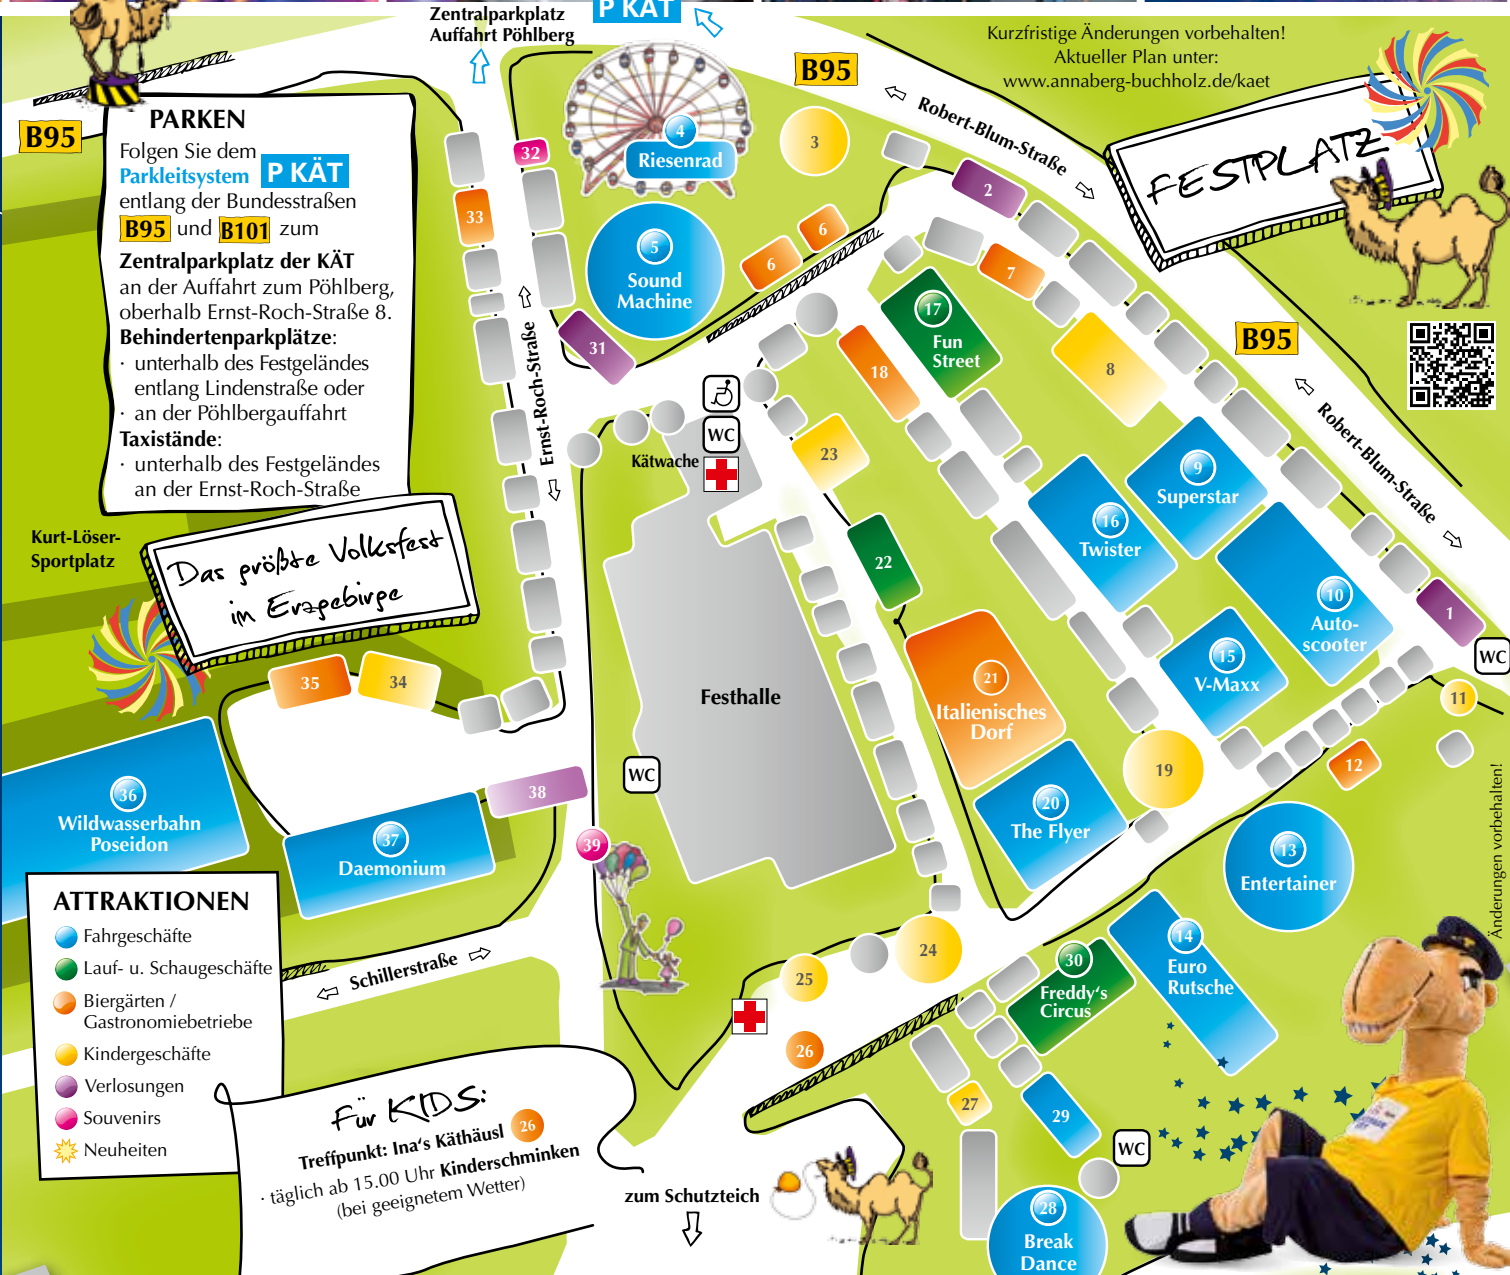 Zentralparkplatz
Auffahrt Pöhlberg
P KÄT
B95
Kurzfristige Änderungen vorbehalten!
Aktueller Plan unter:
www.annaberg-buchholz.de/kaet
Robert-Blum-Straße
FESTPLATZ
B95
PARKEN
Folgen Sie dem
Parkleitsystem P KÄT
entlang der Bundesstraßen
B95 und B101 zum
Zentralparkplatz der KÄT
an der Auffahrt zum Pöhlberg,
oberhalb Ernst-Roch-Straße 8.
Behindertenparkplätze:
· unterhalb des Festgeländes
entlang Lindenstraße oder
· an der Pöhlbergauffahrt
Taxistände:
· unterhalb des Festgeländes
an der Ernst-Roch-Straße
Kurt-Löser-
Sportplatz
Das größte Volksfest
im Erzgebirge
32
33
31
Ernst-Roch-Straße
4
Riesenrad
3
5
Sound
Machine
6
6
2
7
17
Fun
Street
18
8
B95
Robert-Blum-Straße
WC
Kätwache
23
22
9
Superstar
16
Twister
10
Auto-
scooter
1
WC
15
V-Maxx
11
12
Festhalle
WC
21
Italienisches
Dorf
19
20
The Flyer
13
Entertainer
35
34
36
Wildwasserbahn
Poseidon
37
Daemonium
38
39
24
25
26
30
Freddy's
Circus
14
Euro
Rutsche
27
29
WC
28
Break
Dance
Änderungen vorbehalten!
Schillerstraße
ATTRAKTIONEN
Fahrgeschäfte
Lauf- u. Schaugeschäfte
Biergärten /
Gastronomiebetriebe
Kindergeschäfte
Verlosungen
Souvenirs
Neuheiten
Für KIDS:
Treffpunkt: Ina's Käthäusl 26
· täglich ab 15.00 Uhr Kinderschminken
(bei geeignetem Wetter)
zum Schutzteich